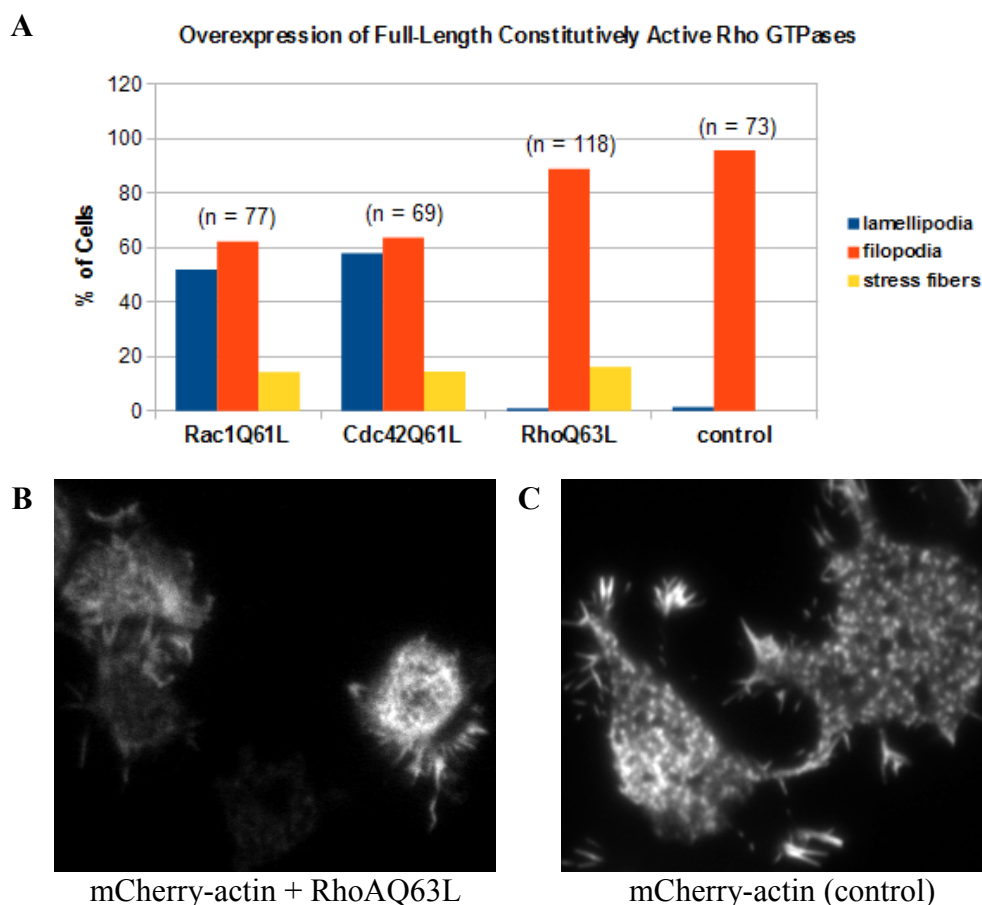 A
Overexpression of Full-Length Constitutively Active Rho GTPases
120
100
80
60
40
20
0
% of Cells
(n = 77)
(n = 69)
(n = 118)
(n = 73)
Rac1Q61L
Cdc42Q61L
RhoQ63L
control
lamellipodia
filopodia
stress fibers
B
C
mCherry-actin + RhoAQ63L
mCherry-actin (control)